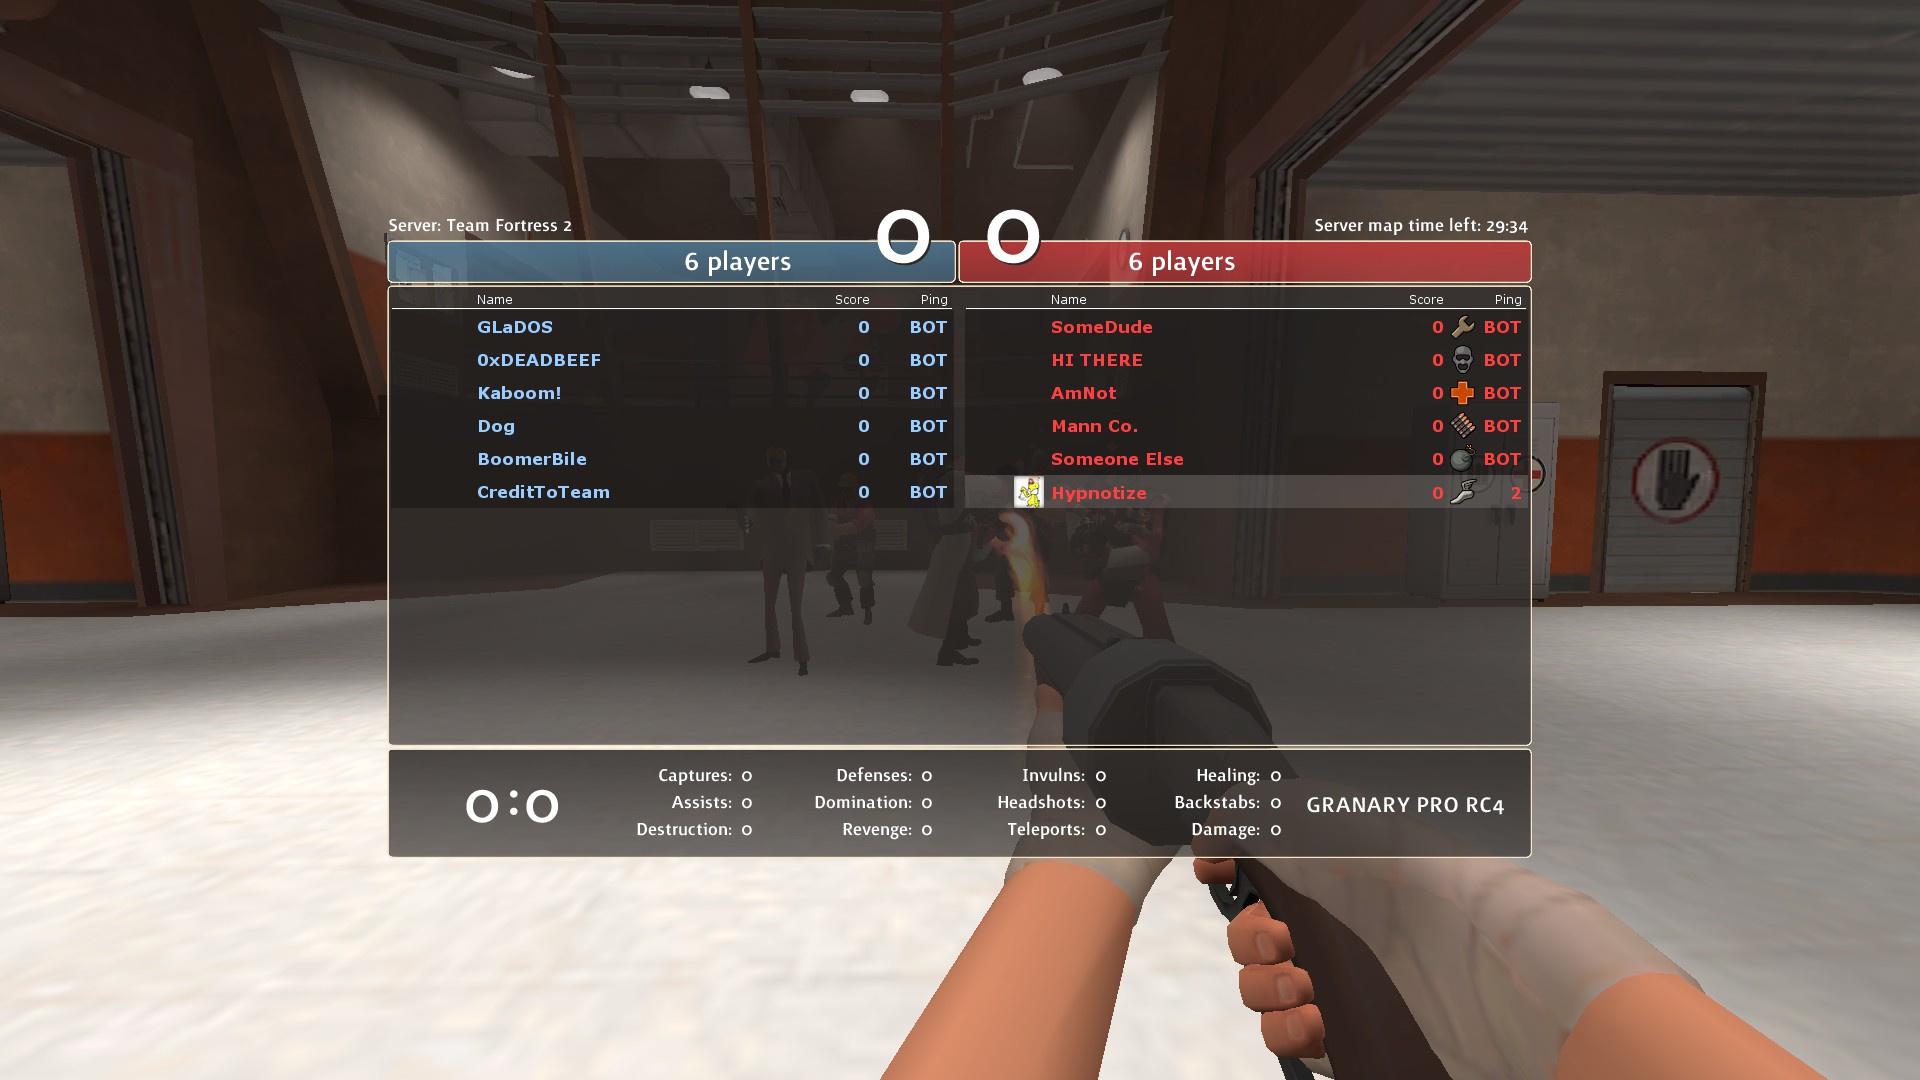 Server: Team Fortress 2
0 0
Server map time left: 29:34
6 players
6 players
Name Score Ping
GLaDOS 0 BOT
0xDEADBEEF 0 BOT
Kaboom! 0 BOT
Dog 0 BOT
BoomerBile 0 BOT
CreditToTeam 0 BOT
Name Score Ping
SomeDude 0 BOT
HI THERE 0 BOT
AmNot 0 BOT
Mann Co. 0 BOT
Someone Else 0 BOT
Hypnotize 0 2
0:0
Captures: 0 Defenses: 0 Invulns: 0 Healing: 0
Assists: 0 Domination: 0 Headshots: 0 Backstabs: 0
Destruction: 0 Revenge: 0 Teleports: 0 Damage: 0
GRANARY PRO RC4